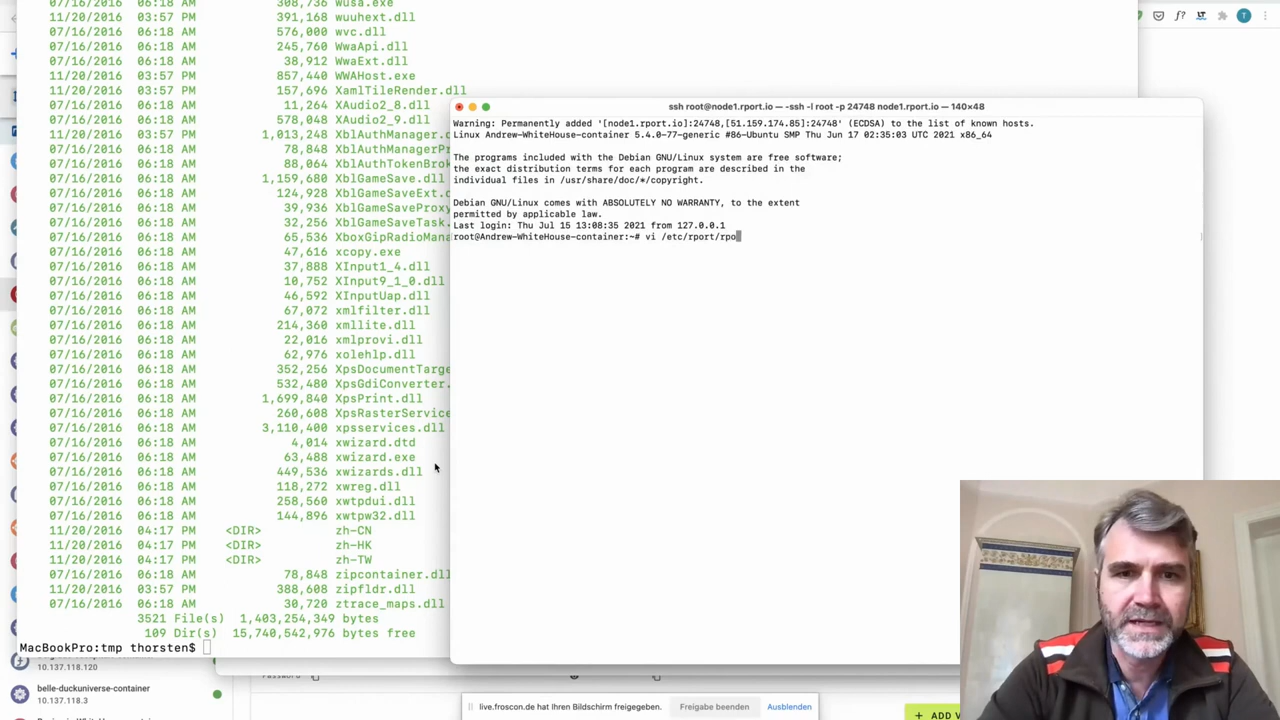 07/16/2016 06:18 AM 308,736 wusa.exe
11/20/2016 03:57 PM 391,168 wuuhext.dll
07/16/2016 06:18 AM 576,000 wvc.dll
07/16/2016 06:18 AM 245,760 WwaApi.dll
07/16/2016 06:18 AM 38,912 WwaExt.dll
11/20/2016 03:57 PM 857,440 WWAHost.exe
11/20/2016 03:57 PM 157,696 XamlTileRender.dll
07/16/2016 06:18 AM 11,264 XAudio2_8.dll
07/16/2016 06:18 AM 578,048 XAudio2_9.dll
11/20/2016 03:57 PM 1,013,248 XblAuthManager.d
07/16/2016 06:18 AM 78,848 XblAuthManagerPr
07/16/2016 06:18 AM 88,064 XblAuthTokenBrok
07/16/2016 06:18 AM 1,159,680 XblGameSave.dll
07/16/2016 06:18 AM 124,928 XblGameSaveExt.d
07/16/2016 06:18 AM 39,936 XblGameSaveProxy
07/16/2016 06:18 AM 32,256 XblGameSaveTask.
07/16/2016 06:18 AM 65,536 XboxGipRadioMana
07/16/2016 06:18 AM 47,616 xcopy.exe
07/16/2016 06:18 AM 37,888 XInput1_4.dll
07/16/2016 06:18 AM 10,752 XInput9_1_0.dll
07/16/2016 06:18 AM 46,592 XInputUap.dll
07/16/2016 06:18 AM 67,072 xmlfilter.dll
07/16/2016 06:18 AM 214,360 xmllite.dll
07/16/2016 06:18 AM 22,016 xmlprovi.dll
07/16/2016 06:18 AM 62,976 xolehlp.dll
07/16/2016 06:18 AM 352,256 XpsDocumentTarge
07/16/2016 06:18 AM 532,480 XpsGdiConverter.
07/16/2016 06:18 AM 1,699,840 XpsPrint.dll
07/16/2016 06:18 AM 260,608 XpsRasterService
07/16/2016 06:18 AM 3,110,400 xpsservices.dll
07/16/2016 06:18 AM 4,014 xwizard.dtd
07/16/2016 06:18 AM 63,488 xwizard.exe
07/16/2016 06:18 AM 449,536 xwizards.dll
07/16/2016 06:18 AM 118,272 xwreg.dll
07/16/2016 06:18 AM 258,560 xwtpdui.dll
07/16/2016 06:18 AM 144,896 xwtpw32.dll
11/20/2016 04:17 PM <DIR> zh-CN
11/20/2016 04:17 PM <DIR> zh-HK
11/20/2016 04:17 PM <DIR> zh-TW
07/16/2016 06:18 AM 78,848 zipcontainer.dll
11/20/2016 03:57 PM 388,608 zipfldr.dll
07/16/2016 06:18 AM 30,720 ztrace_maps.dll
3521 File(s) 1,403,254,349 bytes
109 Dir(s) 15,740,542,976 bytes free
MacBookPro:tmp thorsten$
10.137.118.120
belle-duckuniverse-container
10.137.118.3
ssh root@node1.rport.io — -ssh -l root -p 24748 node1.rport.io — 140×48
Warning: Permanently added '[node1.rport.io]:24748,[51.159.174.85]:24748' (ECDSA) to the list of known hosts.
Linux Andrew-WhiteHouse-container 5.4.0-77-generic #86-Ubuntu SMP Thu Jun 17 02:35:03 UTC 2021 x86_64
The programs included with the Debian GNU/Linux system are free software;
the exact distribution terms for each program are described in the
individual files in /usr/share/doc/*/copyright.
Debian GNU/Linux comes with ABSOLUTELY NO WARRANTY, to the extent
permitted by applicable law.
Last login: Thu Jul 15 13:08:35 2021 from 127.0.0.1
root@Andrew-WhiteHouse-container:~# vi /etc/rport/rpo
live.froscon.de hat Ihren Bildschirm freigegeben.
Freigabe beenden
Ausblenden
+ ADD V
f?
T